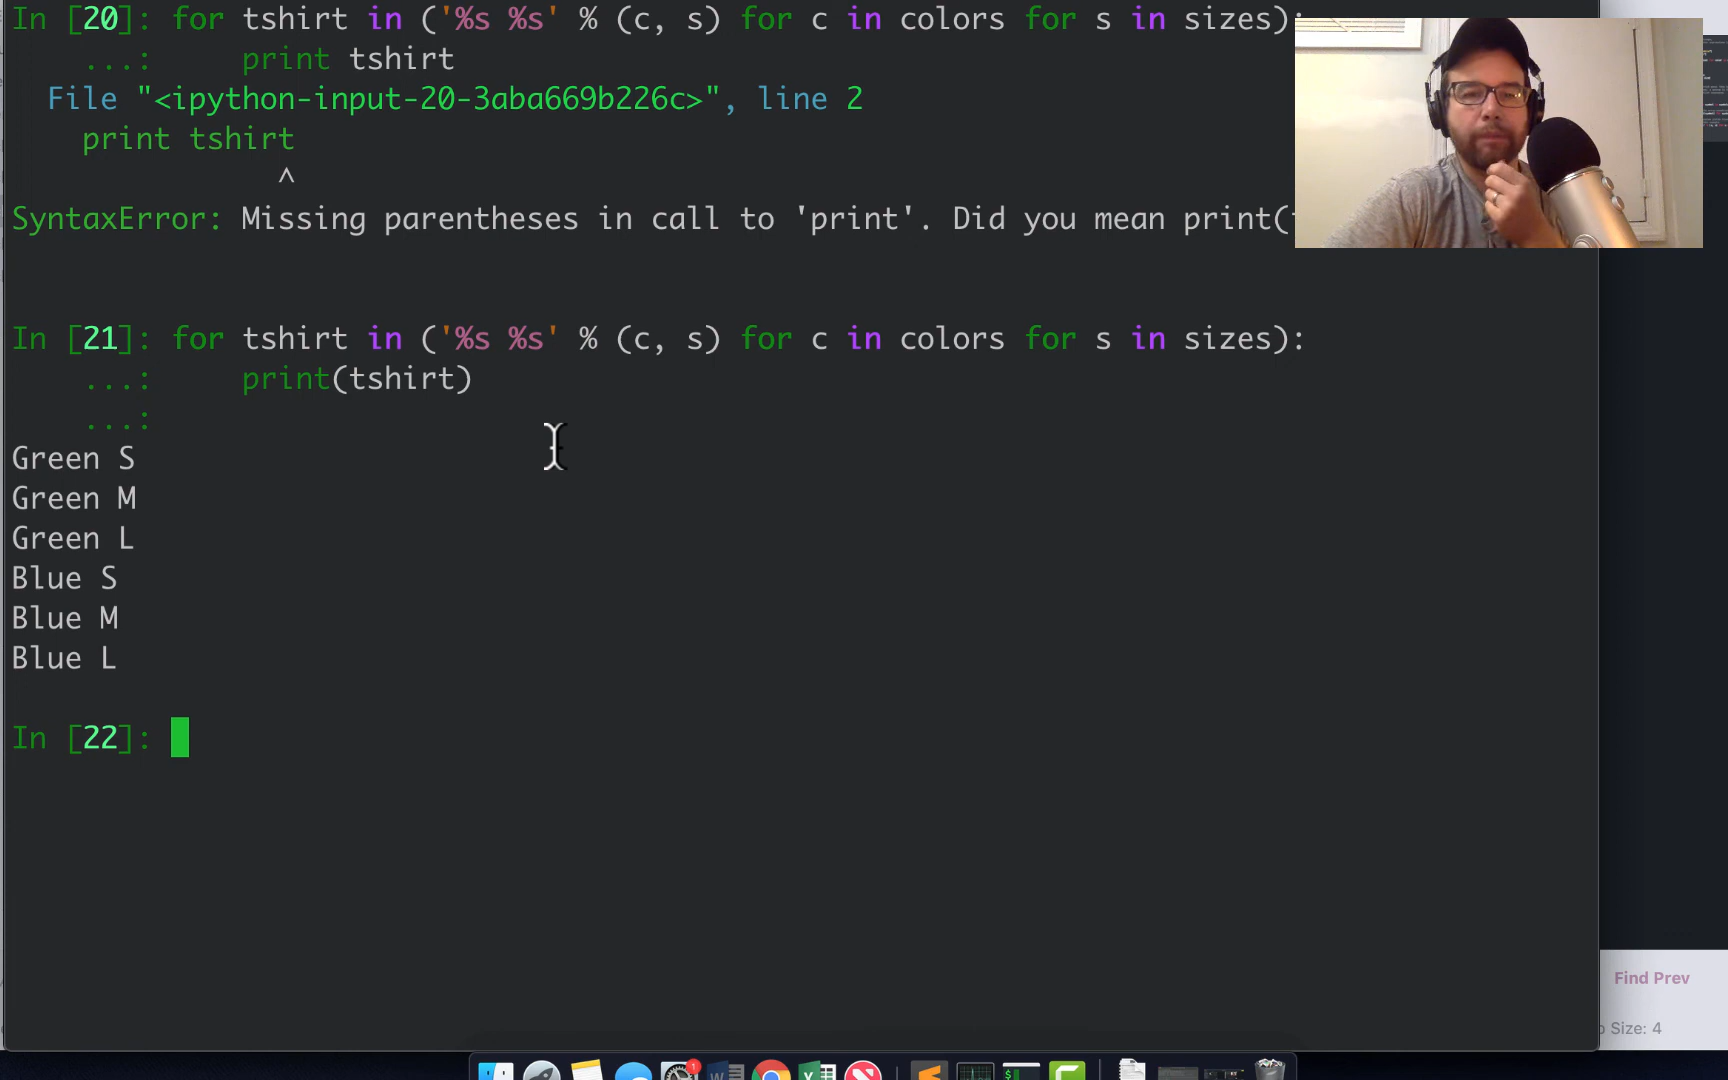 In [20]: for tshirt in ('%s %s' % (c, s) for c in colors for s in sizes):
    ...:     print tshirt
  File "<ipython-input-20-3aba669b226c>", line 2
    print tshirt
               ^
SyntaxError: Missing parentheses in call to 'print'. Did you mean print(
In [21]: for tshirt in ('%s %s' % (c, s) for c in colors for s in sizes):
    ...:     print(tshirt)
    ...:
Green S
Green M
Green L
Blue S
Blue M
Blue L
In [22]:
Find Prev
Size: 4